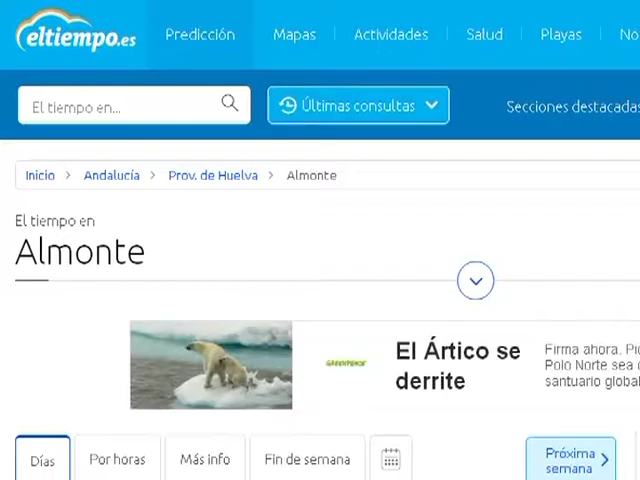 eltiempo.es
Predicción Mapas Actividades Salud Playas
El tiempo en... Últimas consultas Secciones destacadas
Inicio > Andalucía > Prov. de Huelva > Almonte
El tiempo en
Almonte
GREENPEACE
El Ártico se
derrite
Firma ahora.
Polo Norte sea
santuario global
Días Por horas Más info Fin de semana
Próxima
semana